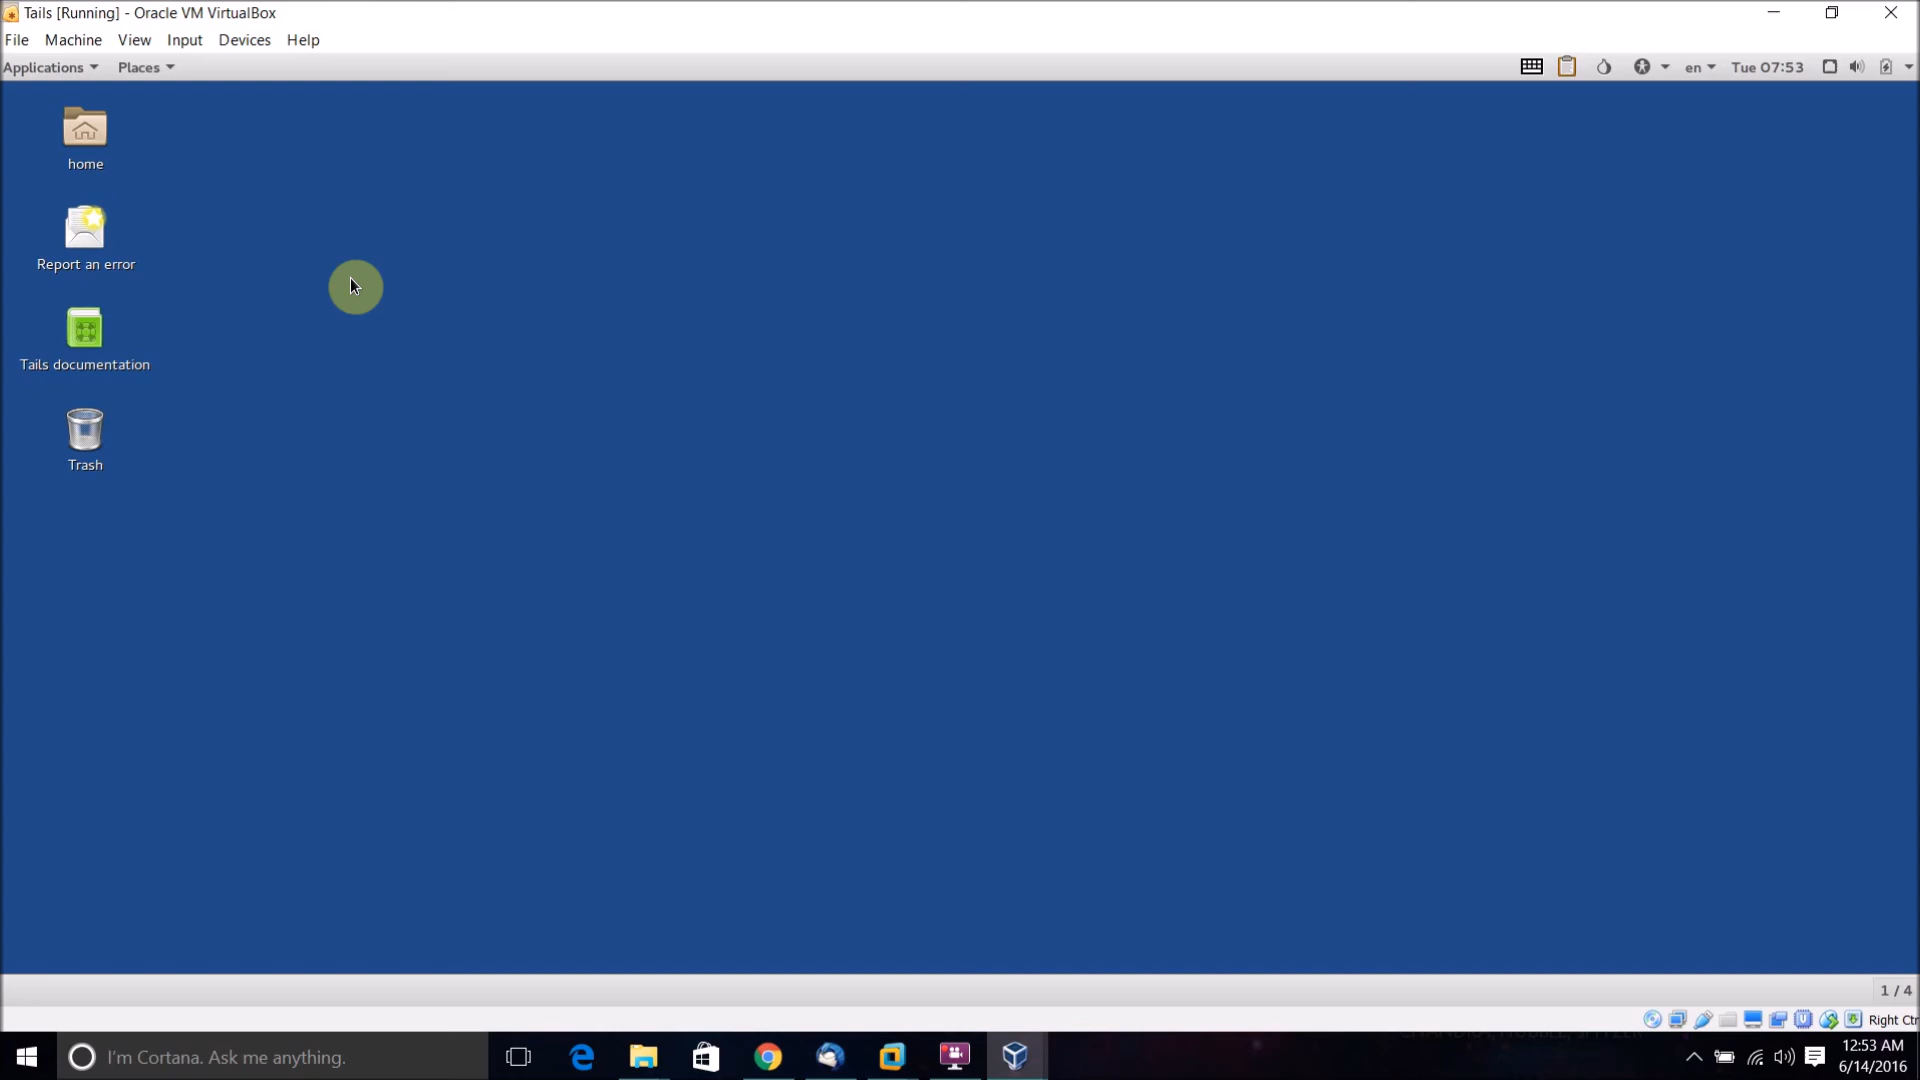 Tails [Running] - Oracle VM VirtualBox
File Machine View Input Devices Help
Applications Places en Tue 07:53
home
Report an error
Tails documentation
Trash
1 / 4
Right Ctr
I'm Cortana. Ask me anything.
12:53 AM
6/14/2016